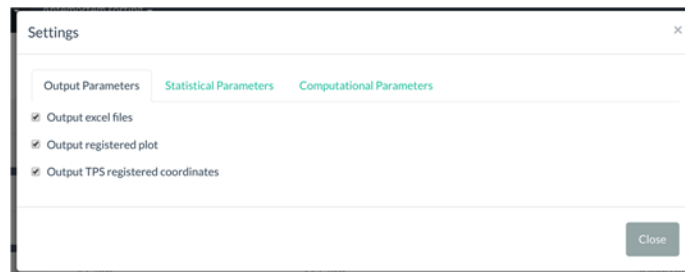 Settings
×
Output Parameters Statistical Parameters Computational Parameters
Output excel files
Output registered plot
Output TPS registered coordinates
Close